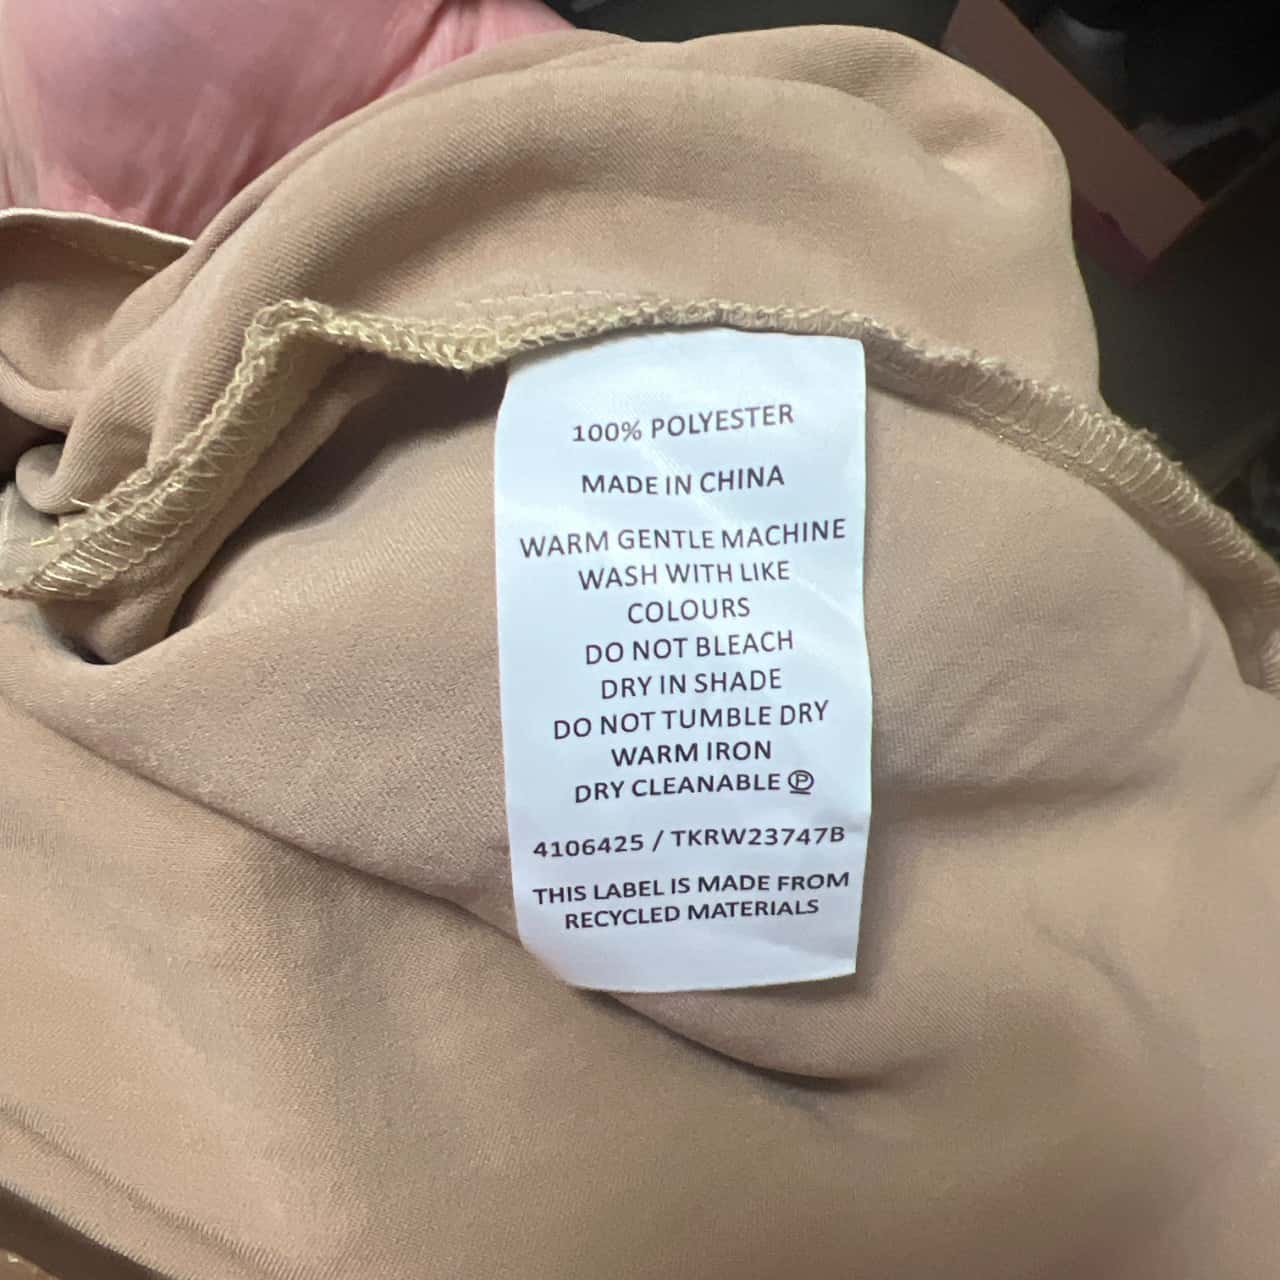 100% POLYESTER
MADE IN CHINA
WARM GENTLE MACHINE
WASH WITH LIKE
COLOURS
DO NOT BLEACH
DRY IN SHADE
DO NOT TUMBLE DRY
WARM IRON
DRY CLEANABLE Ⓟ
4106425 / TKRW23747B
THIS LABEL IS MADE FROM
RECYCLED MATERIALS